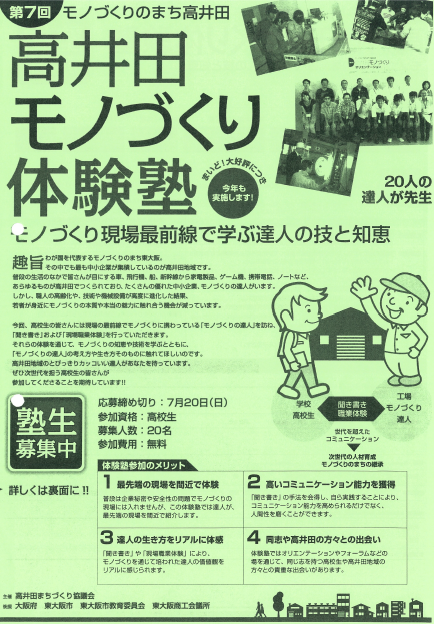 第7回 モノづくりのまち高井田
高井田
モノづくり
体験塾
まいど!大好評につき
今年も
実施します!
20人の
達人が先生
モノづくり現場最前線で学ぶ達人の技と知恵
趣旨 わが国を代表するモノづくりのまち東大阪。
その中でも最も中小企業が集積しているのが高井田地域です。
普段の生活のなかで皆さんが目にする車、飛行機、船、新幹線から家電製品、ゲーム機、携帯電話、ノートなど、
あらゆるものが高井田でつくられており、たくさんの優れた中小企業、モノづくりの達人がいます。
しかし、職人の高齢化や、技術や機械設備が高度に進化した結果、
若者が身近にモノづくりの本質や本当の魅力に触れ合う機会が減っています。
今回、高校生の皆さんには現場の最前線でモノづくりに携わっている「モノづくりの達人」を訪ね、
「聞き書き」および「現場職業体験」を行っていただきます。
それらの体験を通じて、モノづくりの知恵や技術を学ぶとともに、
「モノづくりの達人」の考え方や生き方そのものに触れてほしいのです。
高井田地域のとびっきりカッコいい達人があなたを待っています。
ぜひ次世代を担う高校生の皆さんが
参加してくださることを期待しています!!
塾生
募集中
応募締め切り:7月20日(日)
参加資格:高校生
募集人数:20名
参加費用:無料
詳しくは裏面に!!
学校
高校生
聞き書き
職業体験
工場
モノづくり
達人
世代を超えた
コミュニケーション
次世代の人材育成
モノづくりのまちの継承
体験塾参加のメリット
1 最先端の現場を間近で体験
普段は企業秘密や安全性の問題でモノづくりの
現場には入れませんが、この体験塾では達人が、
最先端の現場を間近で紹介します。
2 高いコミュニケーション能力を獲得
「聞き書き」の手法を会得し、自ら実践することにより、
コミュニケーション能力を高められるだけでなく、
人間性を磨くことができます。
3 達人の生き方をリアルに体感
「聞き書き」や「現場職業体験」により、
モノづくりを通じて培われた達人の価値観を
リアルに感じられます。
4 同志や高井田の方々との出会い
体験塾ではオリエンテーションやフォーラムなどの
場を通じて、同じ志を持つ高校生や高井田地域の
方々との貴重な出会いがあります。
主催 高井田まちづくり協議会
後援 大阪府 東大阪市 東大阪市教育委員会 東大阪商工会議所